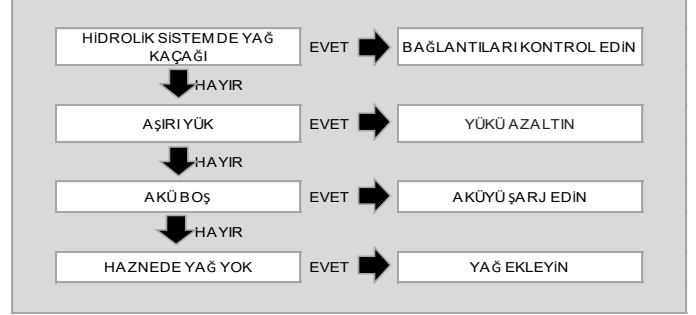 HİDROLİK SİSTEMDE YAĞ
KAÇAĞI
EVET
BAĞLANTILARI KONTROL EDİN
HAYIR
AŞIRI YÜK
EVET
YÜKÜ AZALTIN
HAYIR
AKÜ BOŞ
EVET
AKÜYÜ ŞARJ EDİN
HAYIR
HAZNEDE YAĞ YOK
EVET
YAĞ EKLEYİN